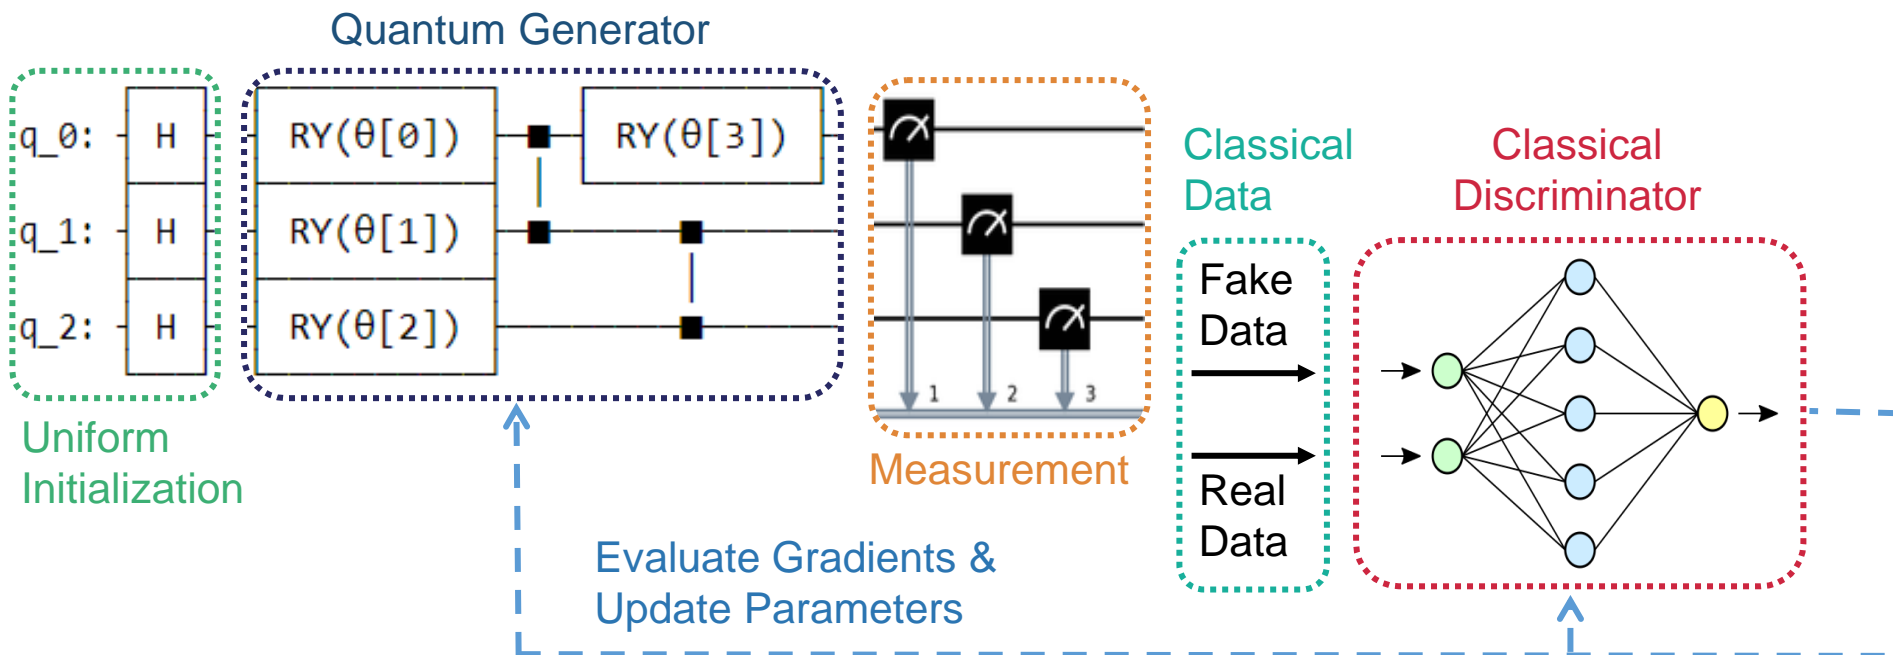 Quantum Generator
q_0: H RY(θ[0]) RY(θ[3])
q_1: H RY(θ[1])
q_2: H RY(θ[2])
1 2 3
Uniform
Initialization
Measurement
Classical
Data
Fake
Data
Real
Data
Classical
Discriminator
Evaluate Gradients &
Update Parameters